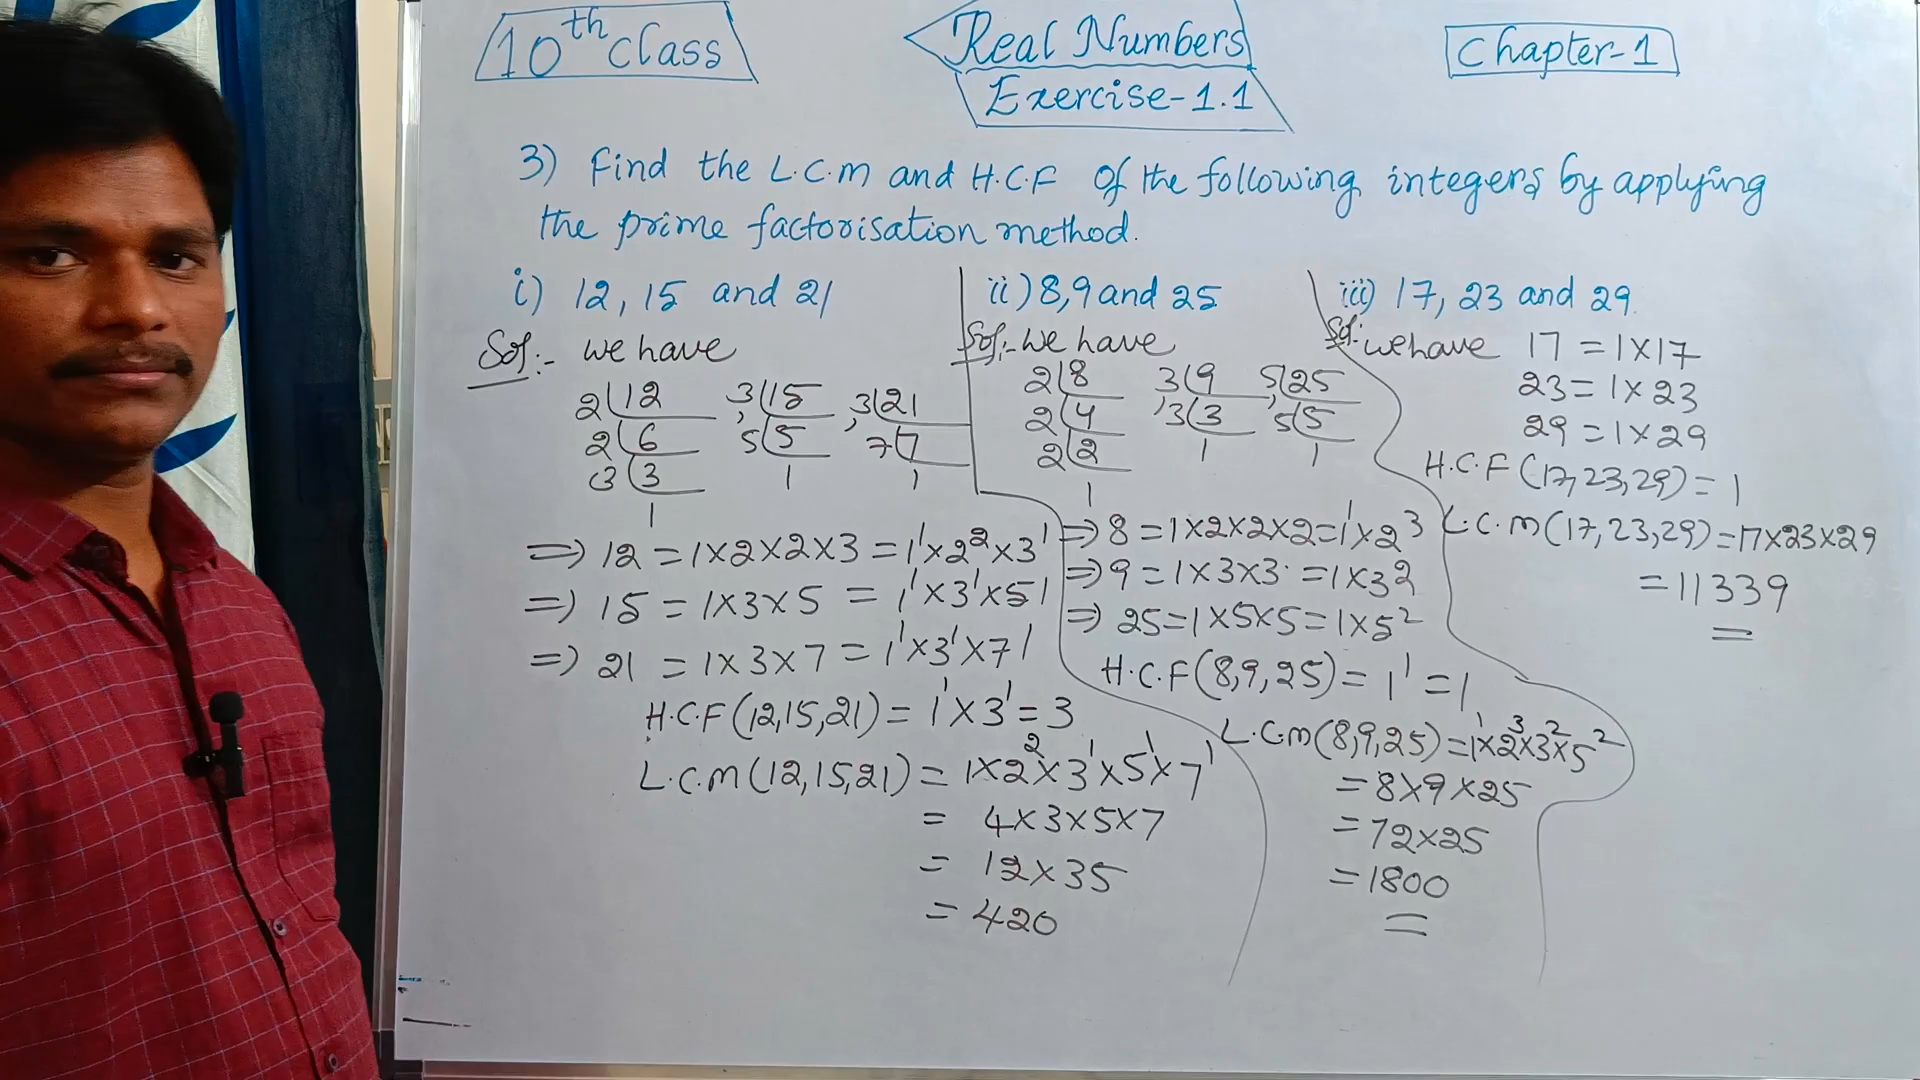 10th class
Real Numbers
Exercise-1.1
Chapter-1
3) Find the L.C.M and H.C.F Of the following integers by applying
the prime factorisation method.
i) 12, 15 and 21
Sol:- we have
2 | 12 , 3 | 15 , 3 | 21
2 | 6 5 | 5 7 | 7
3 | 3 1 1
1
=> 12 = 1×2×2×3 = 1¹×2²×3¹
=> 15 = 1×3×5 = 1¹×3¹×5¹
=> 21 = 1×3×7 = 1¹×3¹×7¹
H.C.F(12,15,21) = 1¹×3¹ = 3
L.C.M(12,15,21) = 1×2²×3¹×5¹×7¹
= 4×3×5×7
= 12×35
= 420
ii) 8,9 and 25
Sol:- we have
2 | 8 , 3 | 9 , 5 | 25
2 | 4 3 | 3 5 | 5
2 | 2 1 1
1
=> 8 = 1×2×2×2 = 1¹×2³
=> 9 = 1×3×3 = 1×3²
=> 25 = 1×5×5 = 1×5²
H.C.F(8,9,25) = 1¹ = 1
L.C.M(8,9,25) = 1¹×2³×3²×5²
= 8×9×25
= 72×25
= 1800
iii) 17, 23 and 29
Sol:- we have 17 = 1×17
23 = 1×23
29 = 1×29
H.C.F(17,23,29) = 1
L.C.M(17,23,29) = 17×23×29
= 11339